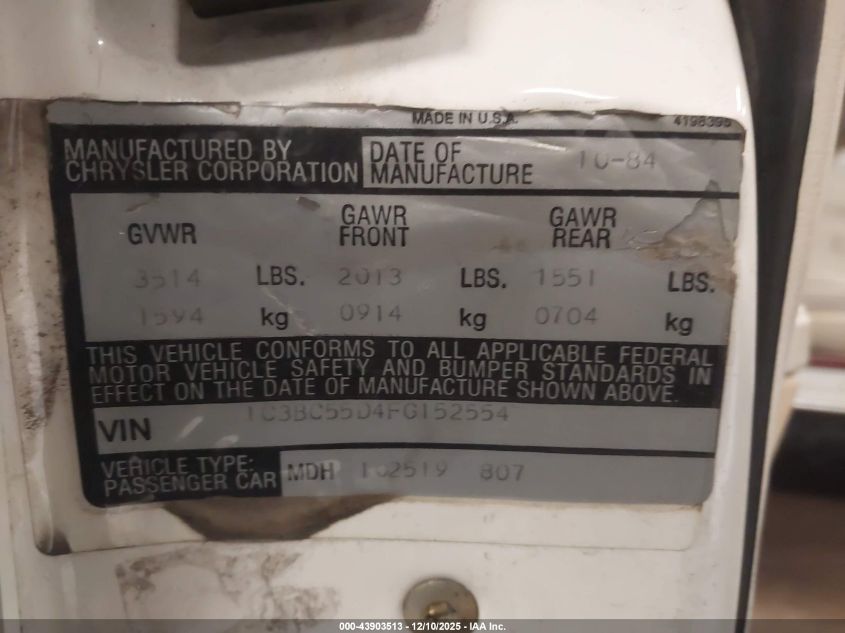 MADE IN U.S.A. 4198395
MANUFACTURED BY
CHRYSLER CORPORATION
DATE OF
MANUFACTURE 10-84
GVWR
GAWR
FRONT
GAWR
REAR
3514 LBS. 2013 LBS. 1551 LBS.
1594 kg 0914 kg 0704 kg
THIS VEHICLE CONFORMS TO ALL APPLICABLE FEDERAL
MOTOR VEHICLE SAFETY AND BUMPER STANDARDS IN
EFFECT ON THE DATE OF MANUFACTURE SHOWN ABOVE.
VIN 1C3BC55D4FG152554
VEHICLE TYPE:
PASSENGER CAR
MDH 102519 807
000-43903513 - 12/10/2025 - IAA Inc.